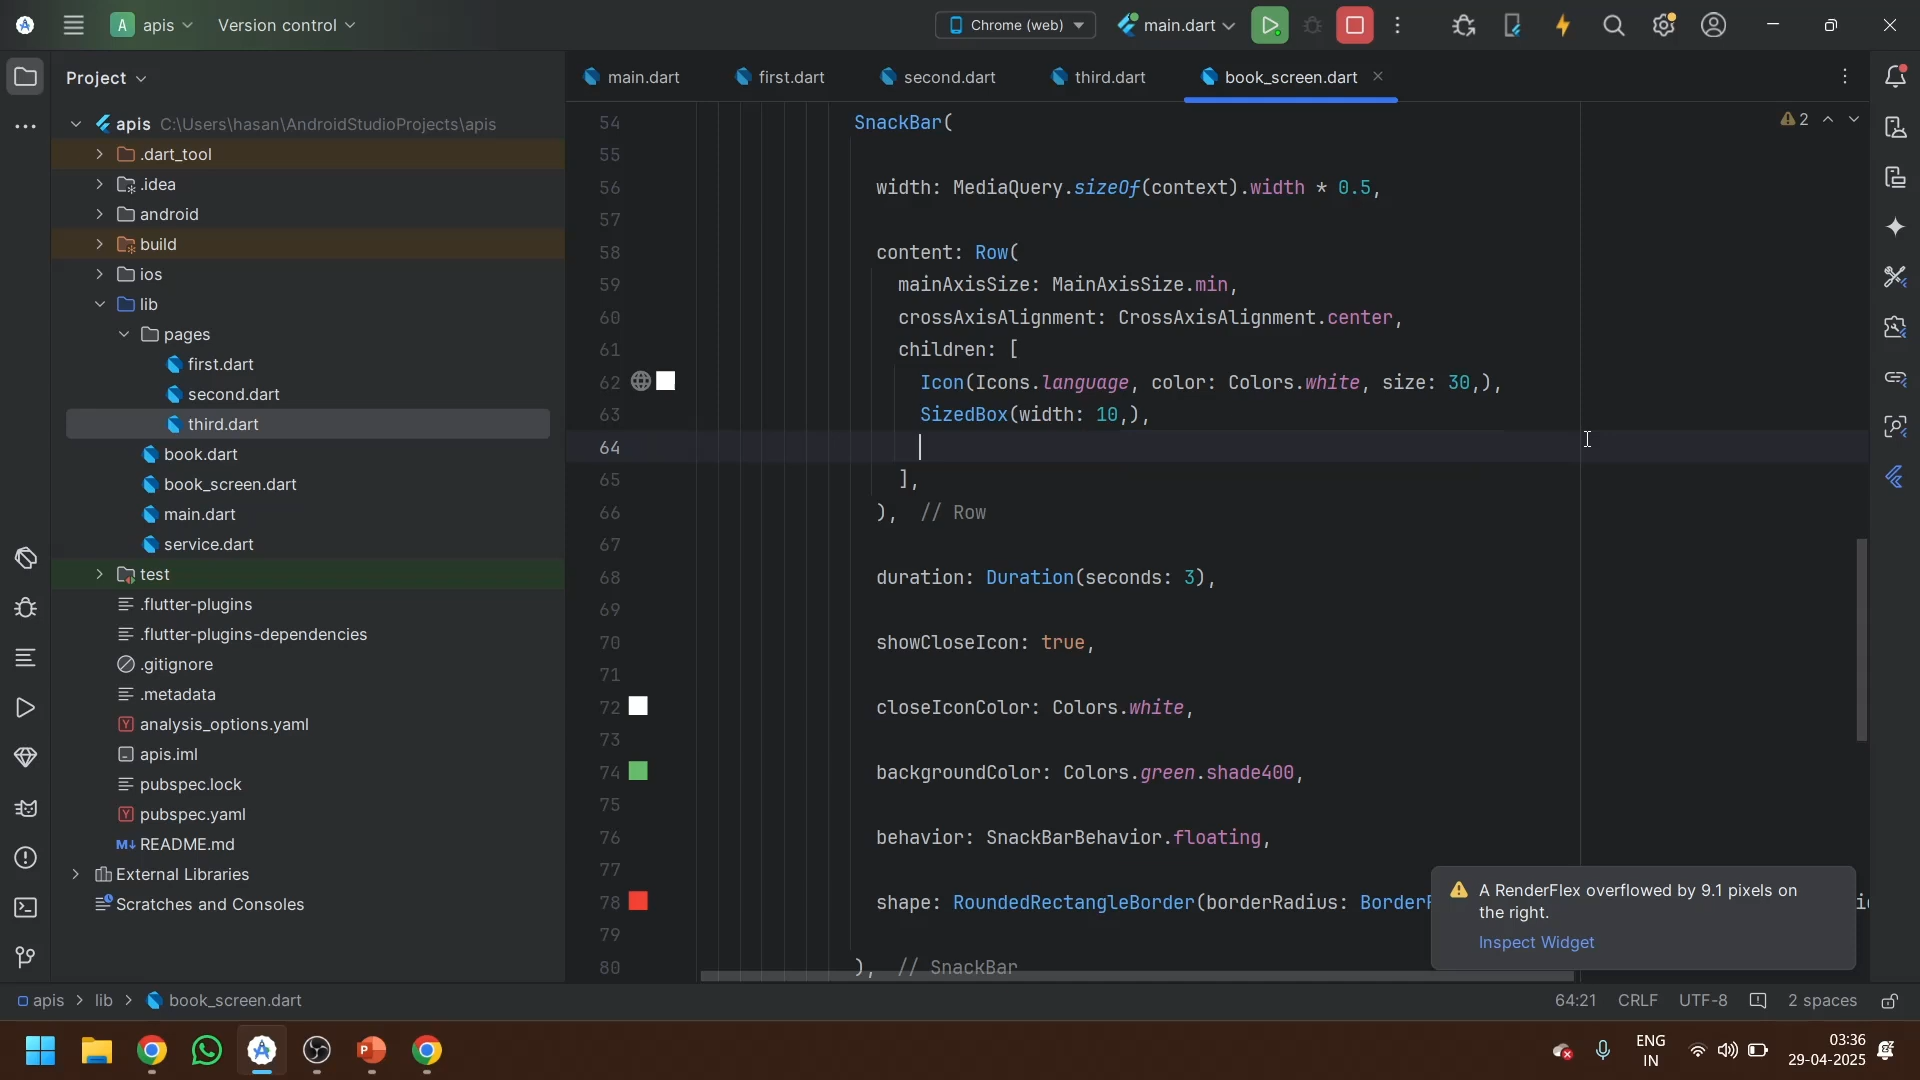 A apis
Version control
Chrome (web)
main.dart
Project
main.dart
first.dart
second.dart
third.dart
book_screen.dart
apis C:\Users\hasan\AndroidStudioProjects\apis
.dart_tool
.idea
android
build
ios
lib
pages
first.dart
second.dart
third.dart
book.dart
book_screen.dart
main.dart
service.dart
test
.flutter-plugins
.flutter-plugins-dependencies
.gitignore
.metadata
analysis_options.yaml
apis.iml
pubspec.lock
pubspec.yaml
M↓ README.md
External Libraries
Scratches and Consoles
2
54 SnackBar(
55
56 width: MediaQuery.sizeOf(context).width * 0.5,
57
58 content: Row(
59 mainAxisSize: MainAxisSize.min,
60 crossAxisAlignment: CrossAxisAlignment.center,
61 children: [
62 Icon(Icons.language, color: Colors.white, size: 30,),
63 SizedBox(width: 10,),
64
65 ],
66 ), // Row
67
68 duration: Duration(seconds: 3),
69
70 showCloseIcon: true,
71
72 closeIconColor: Colors.white,
73
74 backgroundColor: Colors.green.shade400,
75
76 behavior: SnackBarBehavior.floating,
77
78 shape: RoundedRectangleBorder(borderRadius: Border
79
80 ), // SnackBar
A RenderFlex overflowed by 9.1 pixels on
the right.
Inspect Widget
apis > lib > book_screen.dart
64:21 CRLF UTF-8 2 spaces
ENG
IN
03:36
29-04-2025